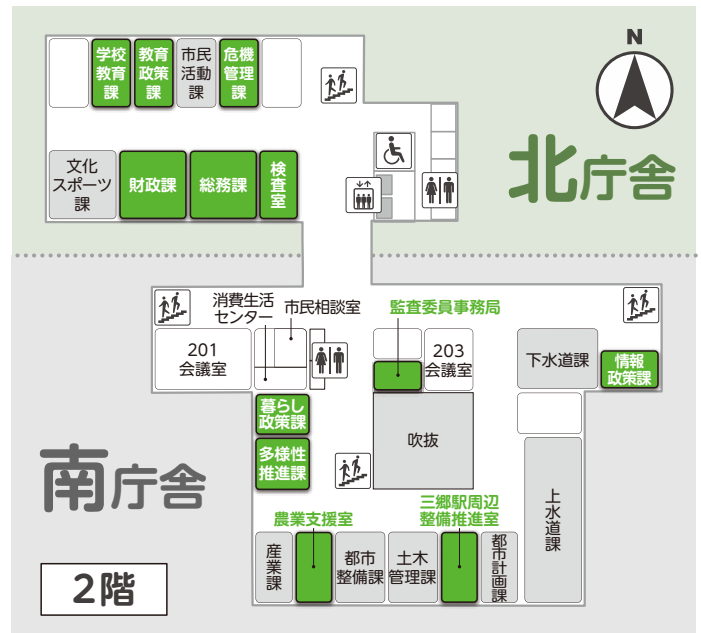 N
北庁舎
学校
教育
課
教育
政策
課
市民
活動
課
危機
管理
課
文化
スポーツ
課
財政課
総務課
検査室
消費生活
センター
市民相談室
監査委員事務局
201
会議室
203
会議室
下水道課
情報
政策課
暮らし
政策課
多様性
推進課
吹抜
南庁舎
農業支援室
三郷駅周辺
整備推進室
上水道課
産業課
都市
整備課
土木
管理課
都市計画課
2階